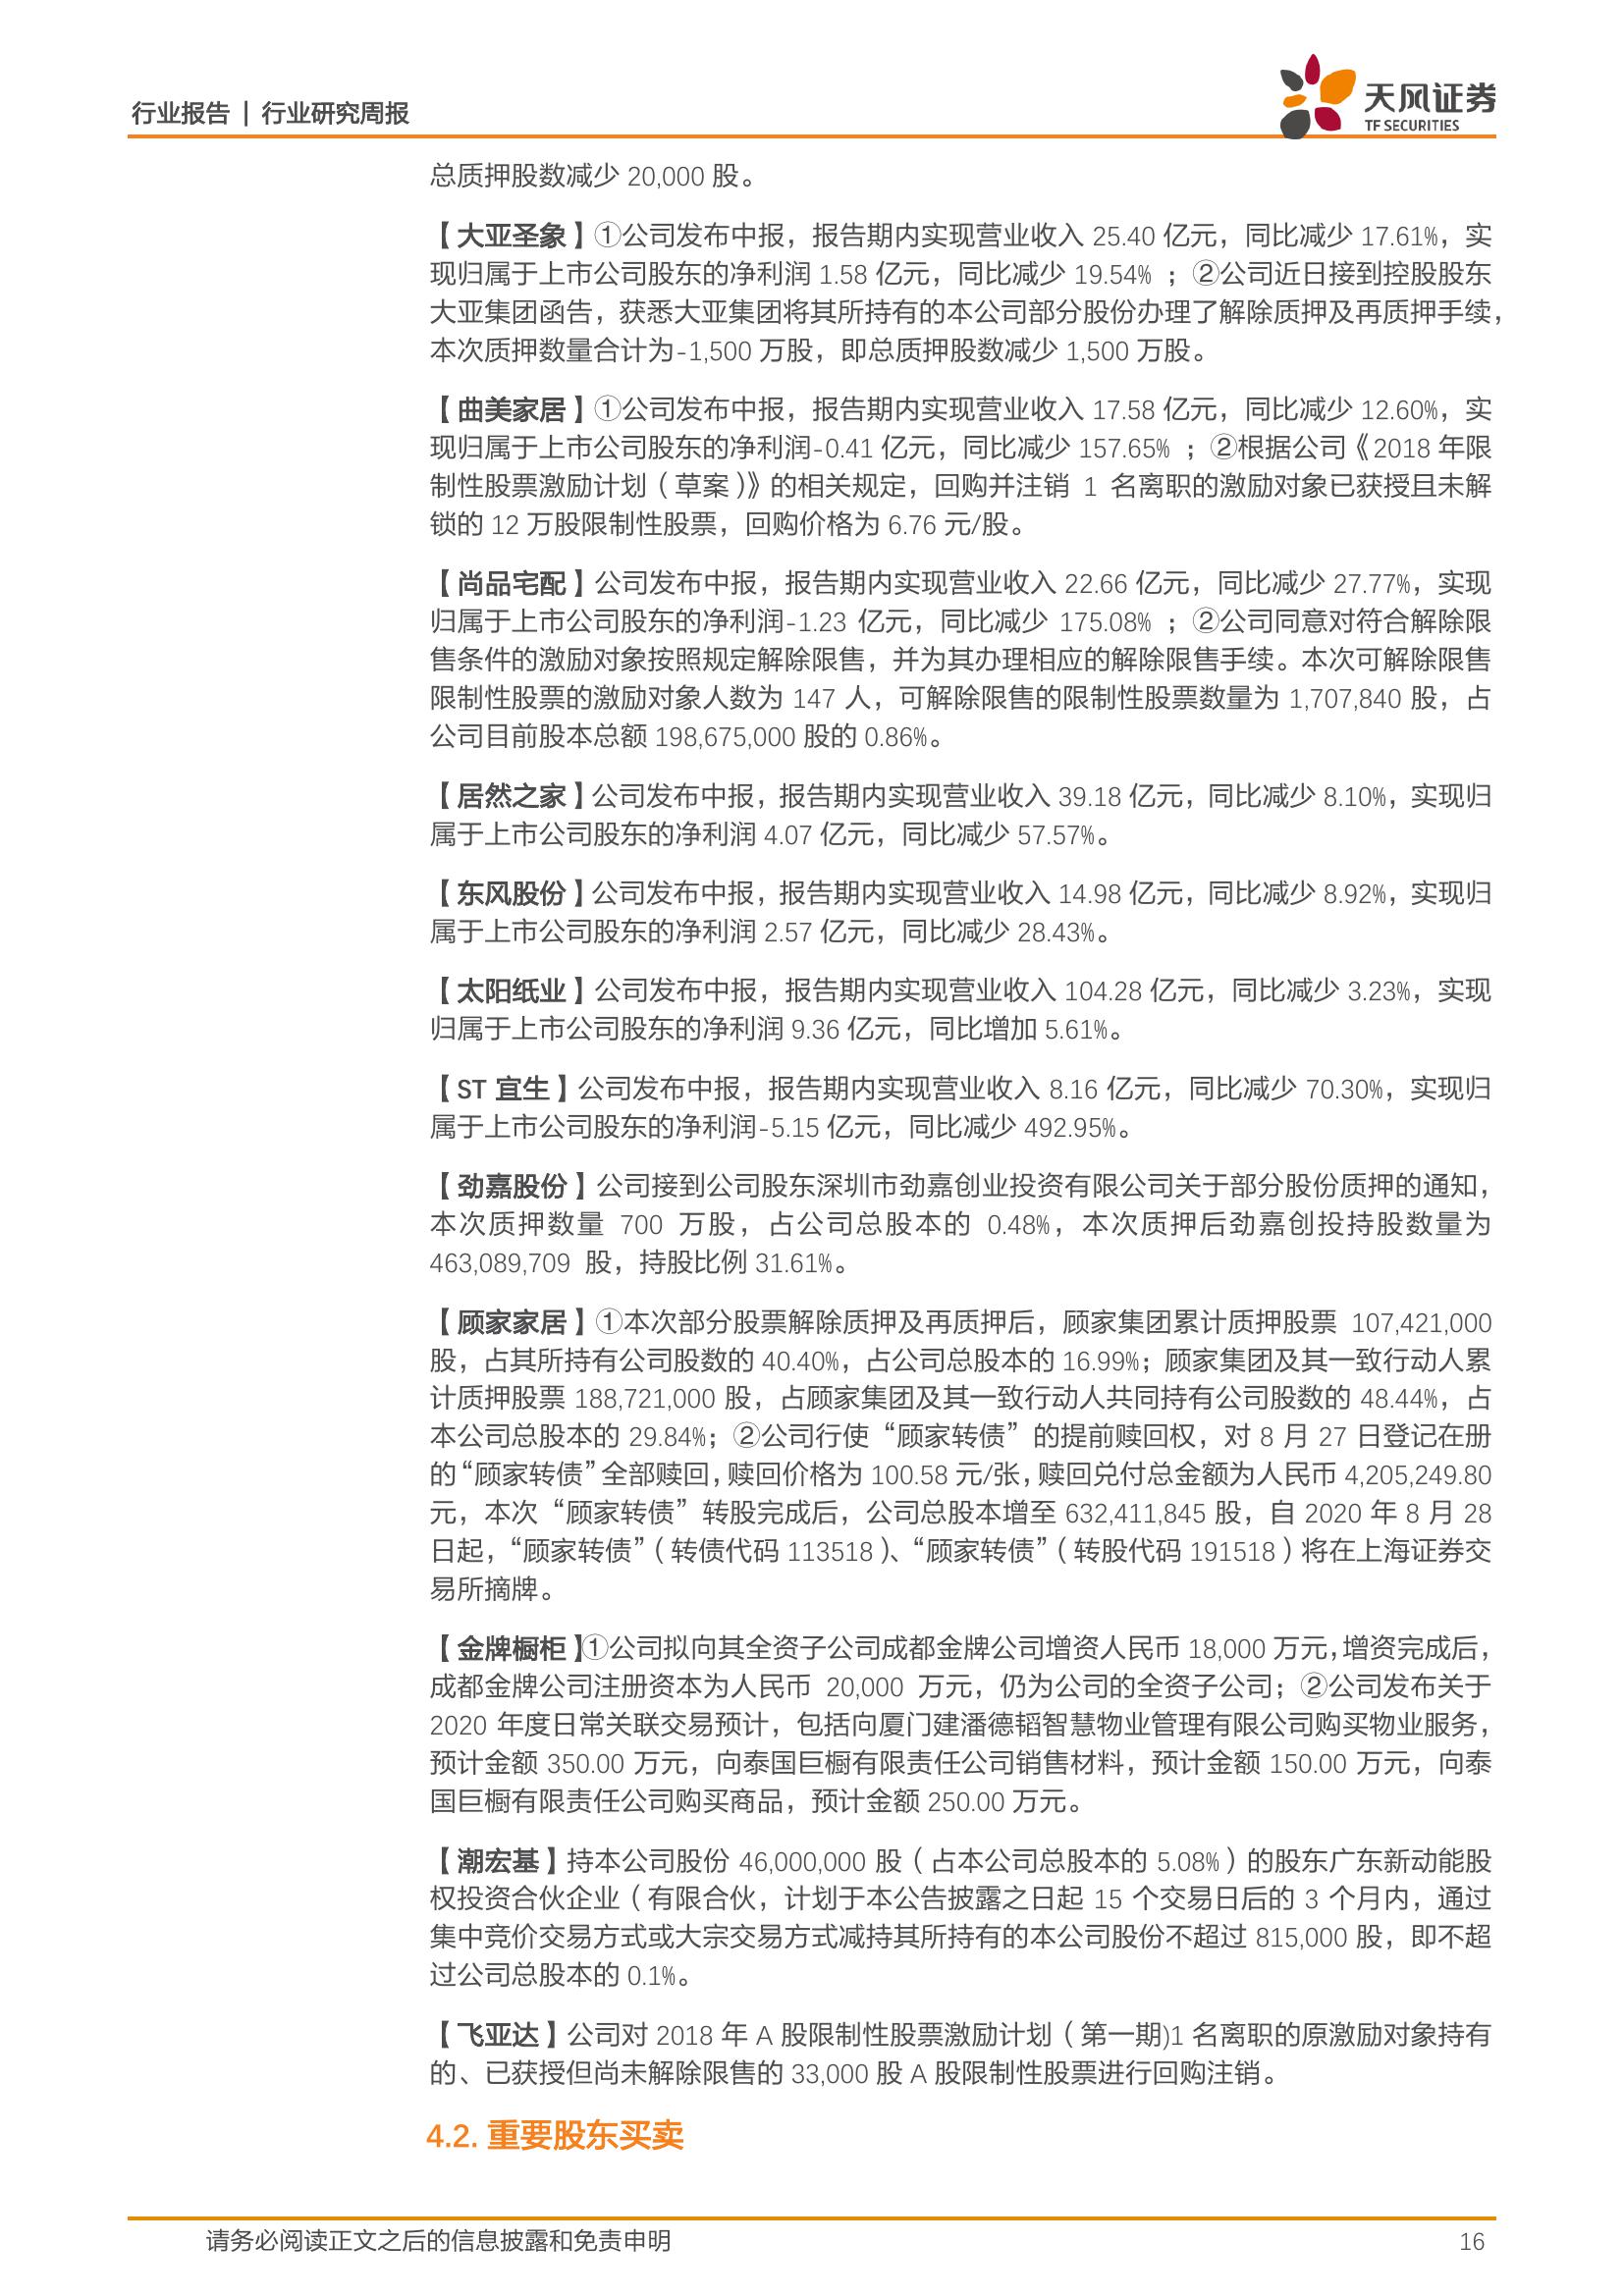 行业报告 | 行业研究周报
天风证券
TF SECURITIES
总质押股数减少 20,000 股。
【大亚圣象】①公司发布中报，报告期内实现营业收入 25.40 亿元，同比减少 17.61%，实
现归属于上市公司股东的净利润 1.58 亿元，同比减少 19.54% ；②公司近日接到控股股东
大亚集团函告，获悉大亚集团将其所持有的本公司部分股份办理了解除质押及再质押手续，
本次质押数量合计为-1,500 万股，即总质押股数减少 1,500 万股。
【曲美家居】①公司发布中报，报告期内实现营业收入 17.58 亿元，同比减少 12.60%，实
现归属于上市公司股东的净利润-0.41 亿元，同比减少 157.65% ；②根据公司《2018 年限
制性股票激励计划（草案）》的相关规定，回购并注销 1 名离职的激励对象已获授且未解
锁的 12 万股限制性股票，回购价格为 6.76 元/股。
【尚品宅配】公司发布中报，报告期内实现营业收入 22.66 亿元，同比减少 27.77%，实现
归属于上市公司股东的净利润-1.23 亿元，同比减少 175.08% ；②公司同意对符合解除限
售条件的激励对象按照规定解除限售，并为其办理相应的解除限售手续。本次可解除限售
限制性股票的激励对象人数为 147 人，可解除限售的限制性股票数量为 1,707,840 股，占
公司目前股本总额 198,675,000 股的 0.86%。
【居然之家】公司发布中报，报告期内实现营业收入 39.18 亿元，同比减少 8.10%，实现归
属于上市公司股东的净利润 4.07 亿元，同比减少 57.57%。
【东风股份】公司发布中报，报告期内实现营业收入 14.98 亿元，同比减少 8.92%，实现归
属于上市公司股东的净利润 2.57 亿元，同比减少 28.43%。
【太阳纸业】公司发布中报，报告期内实现营业收入 104.28 亿元，同比减少 3.23%，实现
归属于上市公司股东的净利润 9.36 亿元，同比增加 5.61%。
【ST 宜生】公司发布中报，报告期内实现营业收入 8.16 亿元，同比减少 70.30%，实现归
属于上市公司股东的净利润-5.15 亿元，同比减少 492.95%。
【劲嘉股份】公司接到公司股东深圳市劲嘉创业投资有限公司关于部分股份质押的通知，
本次质押数量 700 万股，占公司总股本的 0.48%，本次质押后劲嘉创投持股数量为
463,089,709 股，持股比例 31.61%。
【顾家家居】①本次部分股票解除质押及再质押后，顾家集团累计质押股票 107,421,000
股，占其所持有公司股数的 40.40%，占公司总股本的 16.99%；顾家集团及其一致行动人累
计质押股票 188,721,000 股，占顾家集团及其一致行动人共同持有公司股数的 48.44%，占
本公司总股本的 29.84%；②公司行使“顾家转债”的提前赎回权，对 8 月 27 日登记在册
的“顾家转债”全部赎回，赎回价格为 100.58 元/张，赎回兑付总金额为人民币 4,205,249.80
元，本次“顾家转债”转股完成后，公司总股本增至 632,411,845 股，自 2020 年 8 月 28
日起，“顾家转债”（转债代码 113518）、“顾家转债”（转股代码 191518）将在上海证券交
易所摘牌。
【金牌橱柜】①公司拟向其全资子公司成都金牌公司增资人民币 18,000 万元，增资完成后，
成都金牌公司注册资本为人民币 20,000 万元，仍为公司的全资子公司；②公司发布关于
2020 年度日常关联交易预计，包括向厦门建潘德韬智慧物业管理有限公司购买物业服务，
预计金额 350.00 万元，向泰国巨橱有限责任公司销售材料，预计金额 150.00 万元，向泰
国巨橱有限责任公司购买商品，预计金额 250.00 万元。
【潮宏基】持本公司股份 46,000,000 股（占本公司总股本的 5.08%）的股东广东新动能股
权投资合伙企业（有限合伙，计划于本公告披露之日起 15 个交易日后的 3 个月内，通过
集中竞价交易方式或大宗交易方式减持其所持有的本公司股份不超过 815,000 股，即不超
过公司总股本的 0.1%。
【飞亚达】公司对 2018 年 A 股限制性股票激励计划（第一期)1 名离职的原激励对象持有
的、已获授但尚未解除限售的 33,000 股 A 股限制性股票进行回购注销。
4.2. 重要股东买卖
请务必阅读正文之后的信息披露和免责申明
16